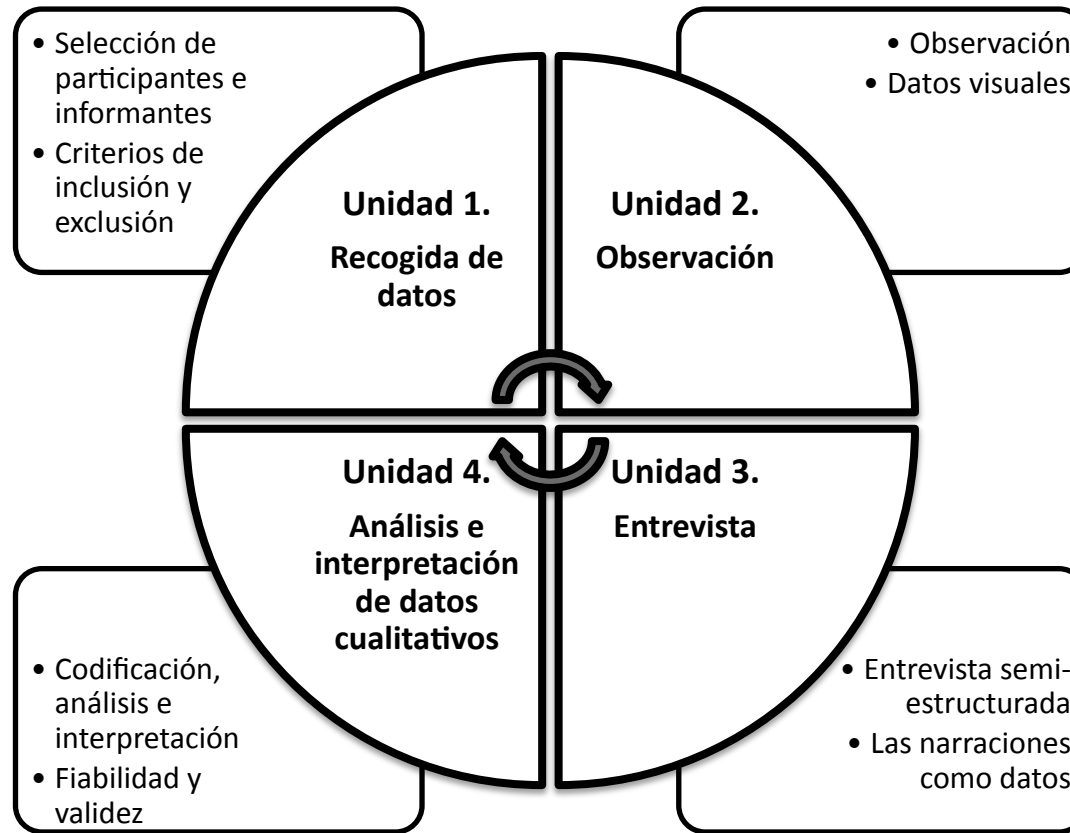 • Selección de
participantes e
informantes
• Criterios de
inclusión y
exclusión
Unidad 1.
Recogida de
datos
• Observación
• Datos visuales
Unidad 2.
Observación
Unidad 3.
Entrevista
• Entrevista semi-
estructurada
• Las narraciones
como datos
Unidad 4.
Análisis e
interpretación
de datos
cualitativos
• Codificación,
análisis e
interpretación
• Fiabilidad y
validez